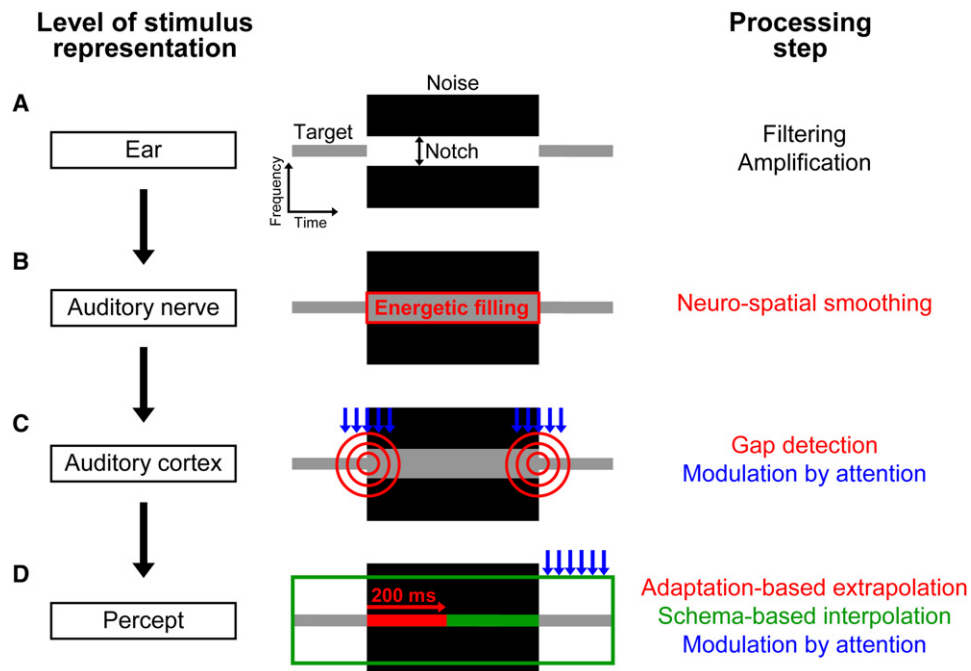 Level of stimulus
representation
Processing
step
A
Noise
Target
Ear
Notch
Filtering
Amplification
Frequency
Time
B
Auditory nerve
Energetic filling
Neuro-spatial smoothing
C
Auditory cortex
Gap detection
Modulation by attention
D
Percept
200 ms
Adaptation-based extrapolation
Schema-based interpolation
Modulation by attention